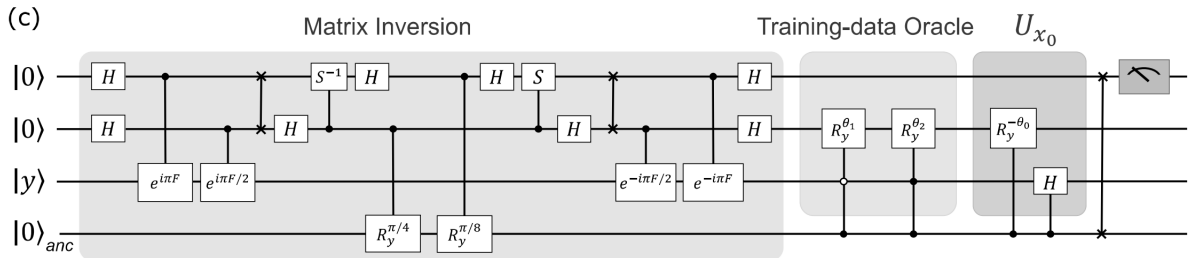 (c)
Matrix Inversion Training-data Oracle U_{x_0}
|0⟩ H S^{-1} H H S H
|0⟩ H H H H R_y^{θ_1} R_y^{θ_2} R_y^{-θ_0}
|y⟩ e^{iπF} e^{iπF/2} e^{-iπF/2} e^{-iπF} H
|0⟩_{anc} R_y^{π/4} R_y^{π/8}